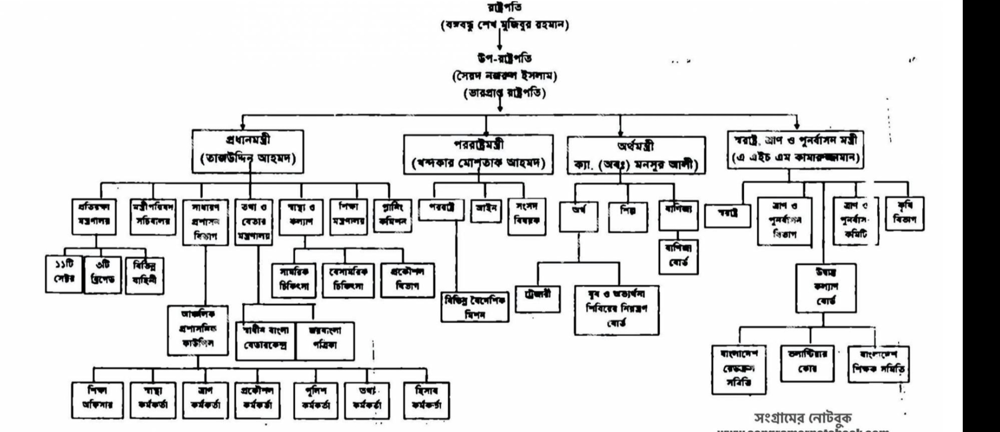 রাষ্ট্রপতি
(বঙ্গবন্ধু শেখ মুজিবুর রহমান)
উপ-রাষ্ট্রপতি
(সৈয়দ নজরুল ইসলাম)
(ভারপ্রাপ্ত রাষ্ট্রপতি)
প্রধানমন্ত্রী
(তাজউদ্দিন আহমদ)
পররাষ্ট্রমন্ত্রী
(খন্দকার মোশতাক আহমদ)
অর্থমন্ত্রী
ক্যা. (অবঃ) মনসুর আলী)
স্বরাষ্ট্র, ত্রাণ ও পুনর্বাসন মন্ত্রী
(এ এইচ এম কামারুজ্জামান)
প্রতিরক্ষা
মন্ত্রণালয়
মন্ত্রীপরিষদ
সচিবালয়
সাধারণ
প্রশাসন
বিভাগ
তথ্য ও
বেতার
মন্ত্রণালয়
স্বাস্থ্য ও
কল্যাণ
শিক্ষা
মন্ত্রণালয়
প্লানিং
কমিশন
পররাষ্ট্র
আইন
সংসদ
বিষয়ক
অর্থ
শিল্প
বাণিজ্য
স্বরাষ্ট্র
ত্রাণ ও
পুনর্বাসন
বিভাগ
ত্রাণ ও
পুনর্বাস
কমিটি
কৃষি
বিভাগ
১১টি
সেক্টর
৩টি
ব্রিগেড
বিভিন্ন
বাহিনী
সামরিক
চিকিৎসা
বেসামরিক
চিকিৎসা
প্রকৌশল
বিভাগ
বাণিজ্য
বোর্ড
আঞ্চলিক
প্রশাসনিক
কাউন্সিল
স্বাধীন বাংলা
বেতারকেন্দ্র
জয়বাংলা
পত্রিকা
বিভিন্ন বৈদেশিক
মিশন
ট্রেজারী
যুব ও অভ্যর্থনা
শিবিরের নিয়ন্ত্রণ
বোর্ড
উদ্বাস্তু
কল্যাণ
বোর্ড
বাংলাদেশ
রেডক্রস
সমিতি
ভলান্টিয়ার
কোর
বাংলাদেশ
শিক্ষক সমিতি
শিক্ষা
অফিসার
স্বাস্থ্য
কর্মকর্তা
ত্রাণ
কর্মকর্তা
প্রকৌশল
কর্মকর্তা
পুলিশ
কর্মকর্তা
তথ্য
কর্মকর্তা
হিসাব
কর্মকর্তা
সংগ্রামের নোটবুক